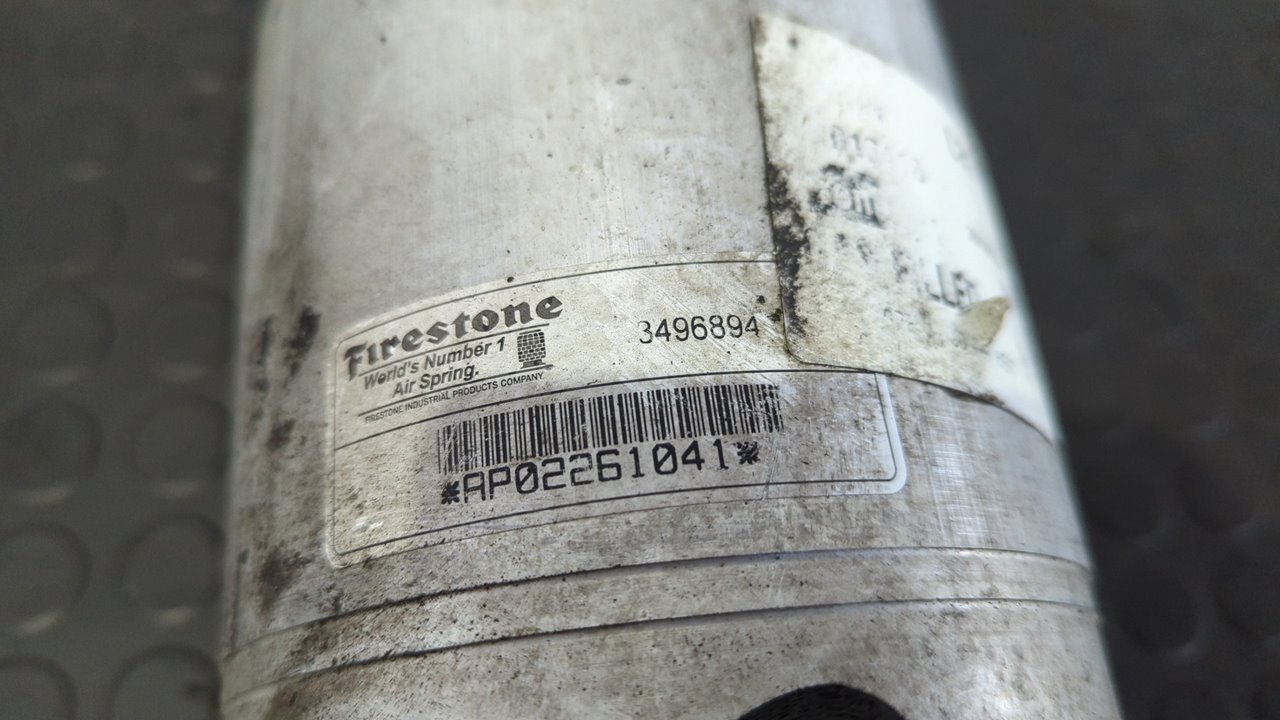 Firestone
World's Number 1
Air Spring.
FIRESTONE INDUSTRIAL PRODUCTS COMPANY
3496894
*AP02261041*